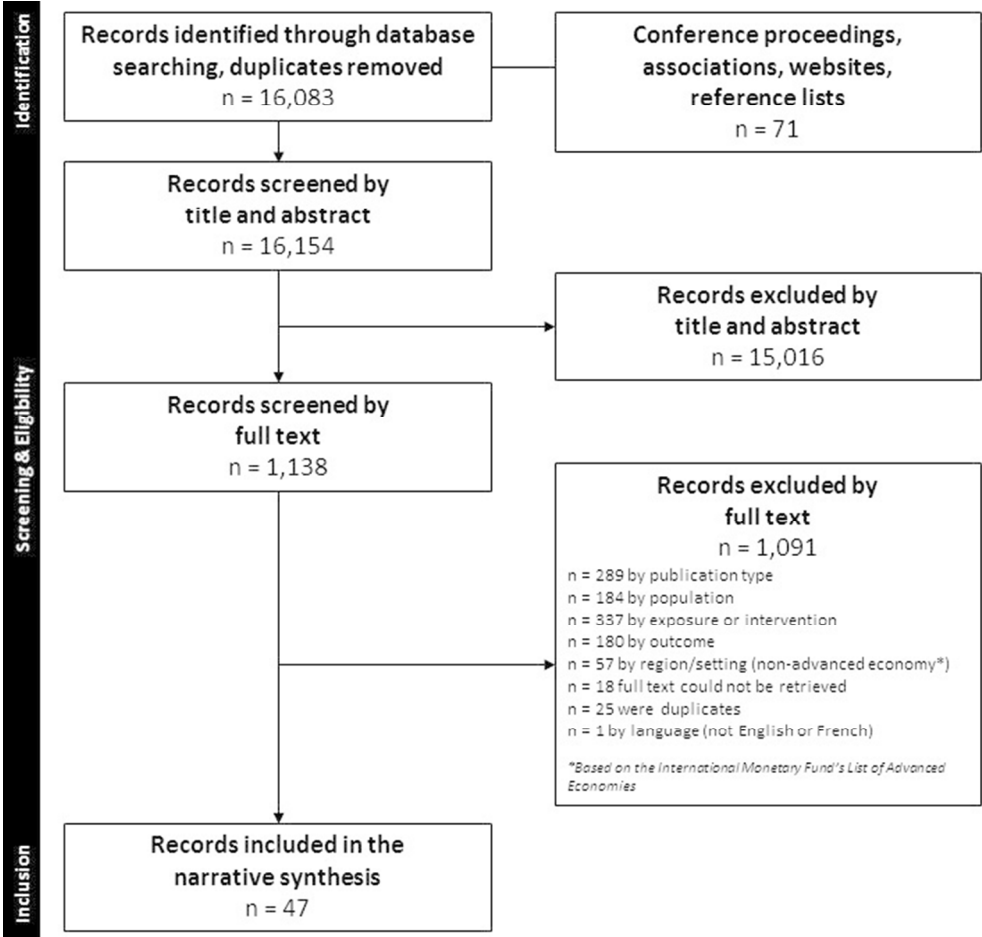 Identification
Records identified through database
searching, duplicates removed
n = 16,083
Conference proceedings,
associations, websites,
reference lists
n = 71
Screening & Eligibility
Records screened by
title and abstract
n = 16,154
Records excluded by
title and abstract
n = 15,016
Records screened by
full text
n = 1,138
Records excluded by
full text
n = 1,091
n = 289 by publication type
n = 184 by population
n = 337 by exposure or intervention
n = 180 by outcome
n = 57 by region/setting (non-advanced economy*)
n = 18 full text could not be retrieved
n = 25 were duplicates
n = 1 by language (not English or French)
*Based on the International Monetary Fund's List of Advanced
Economies
Inclusion
Records included in the
narrative synthesis
n = 47